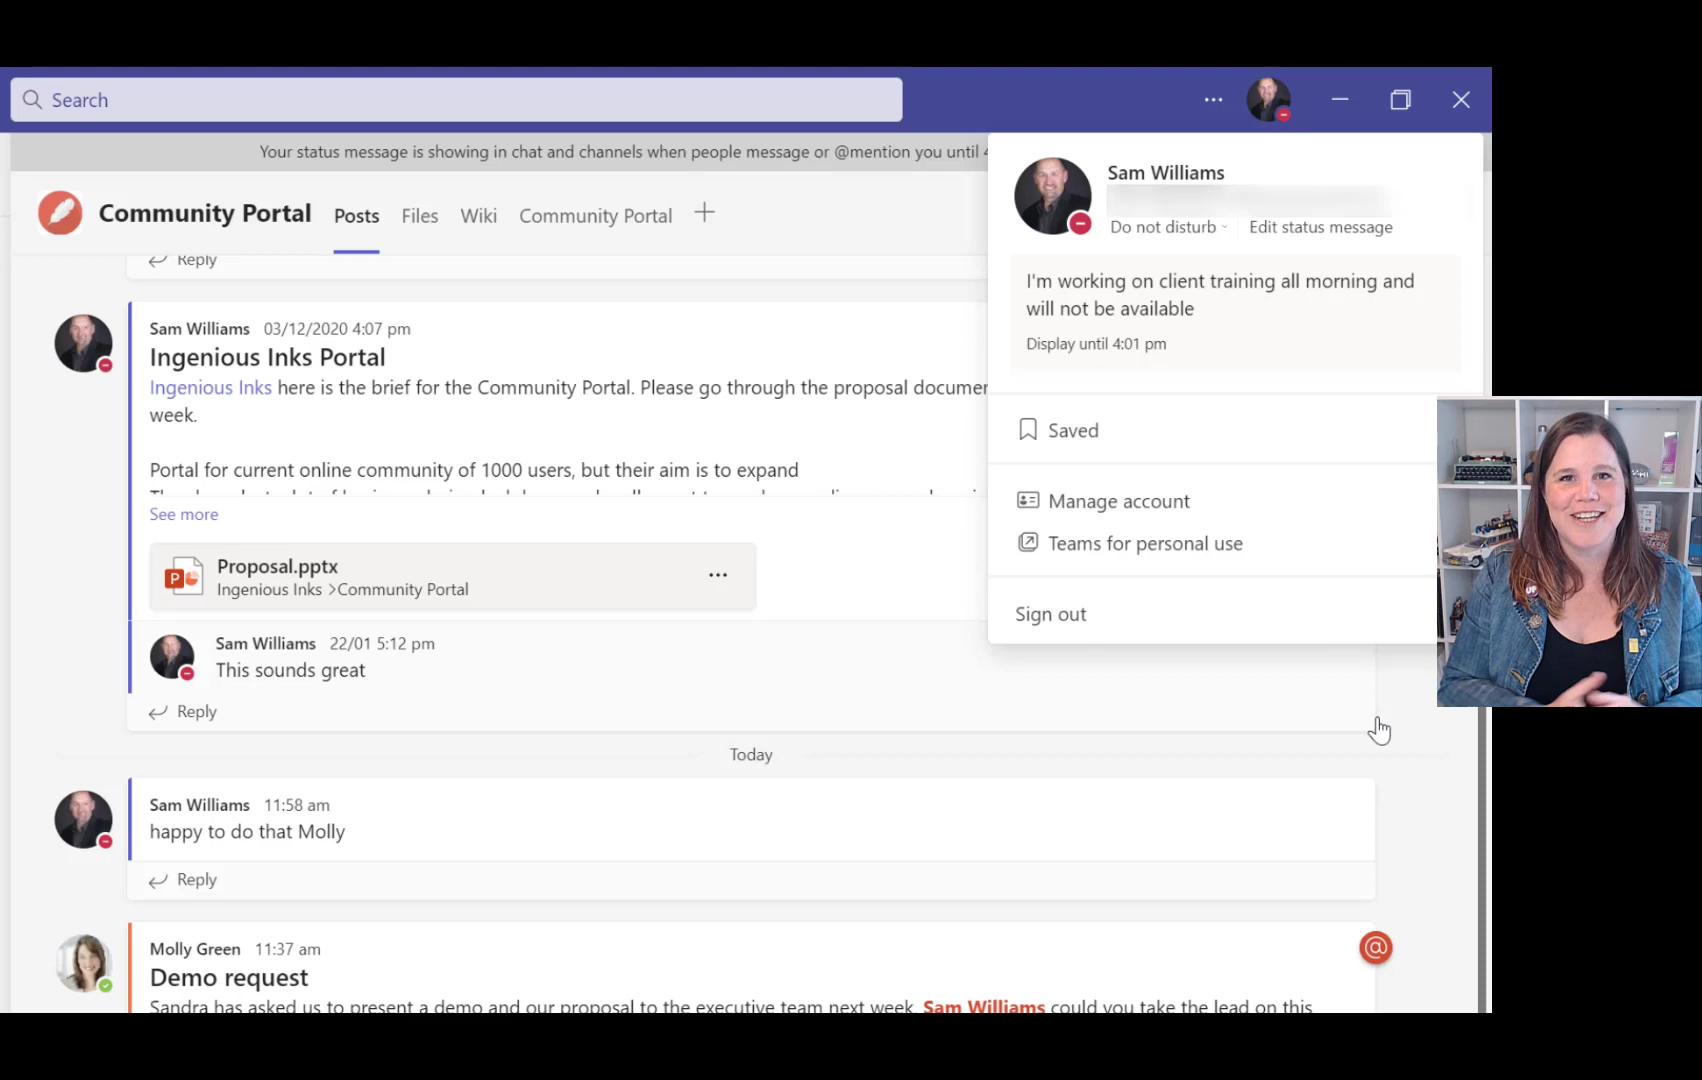 Search
Your status message is showing in chat and channels when people message or @mention you until
Community Portal
Posts
Files
Wiki
Community Portal
Reply
Sam Williams 03/12/2020 4:07 pm
Ingenious Inks Portal
Ingenious Inks here is the brief for the Community Portal. Please go through the proposal
week.
Portal for current online community of 1000 users, but their aim is to expand
See more
Proposal.pptx
Ingenious Inks >Community Portal
Sam Williams 22/01 5:12 pm
This sounds great
Reply
Today
Sam Williams 11:58 am
happy to do that Molly
Reply
Molly Green 11:37 am
Demo request
Sandra has asked us to present a demo and our proposal to the executive team next week. Sam Williams could you take the lead on this
Sam Williams
Do not disturb
Edit status message
I'm working on client training all morning and
will not be available
Display until 4:01 pm
Saved
Manage account
Teams for personal use
Sign out